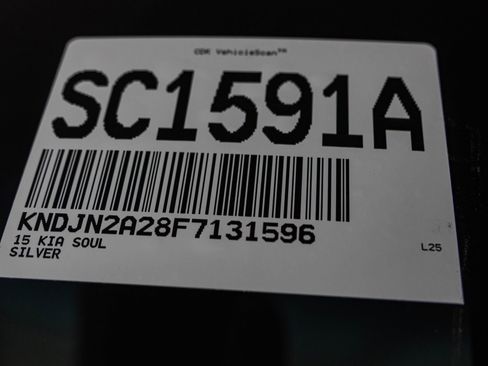 CDK VehicleScan™
SC1591A
KNDJN2A28F7131596
15 KIA SOUL
SILVER
L25